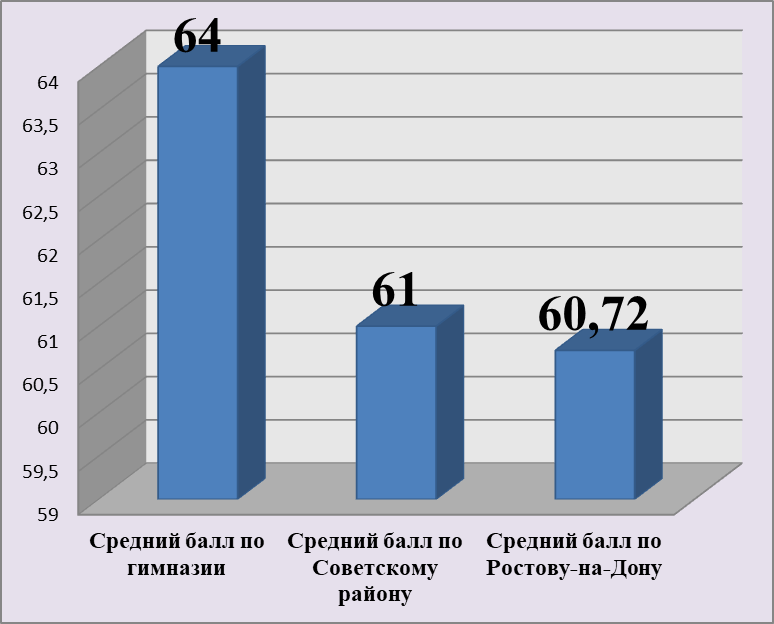 64
61
60,72
64
63,5
63
62,5
62
61,5
61
60,5
60
59,5
59
Средний балл по
гимназии
Средний балл по
Советскому
району
Средний балл по
Ростову-на-Дону